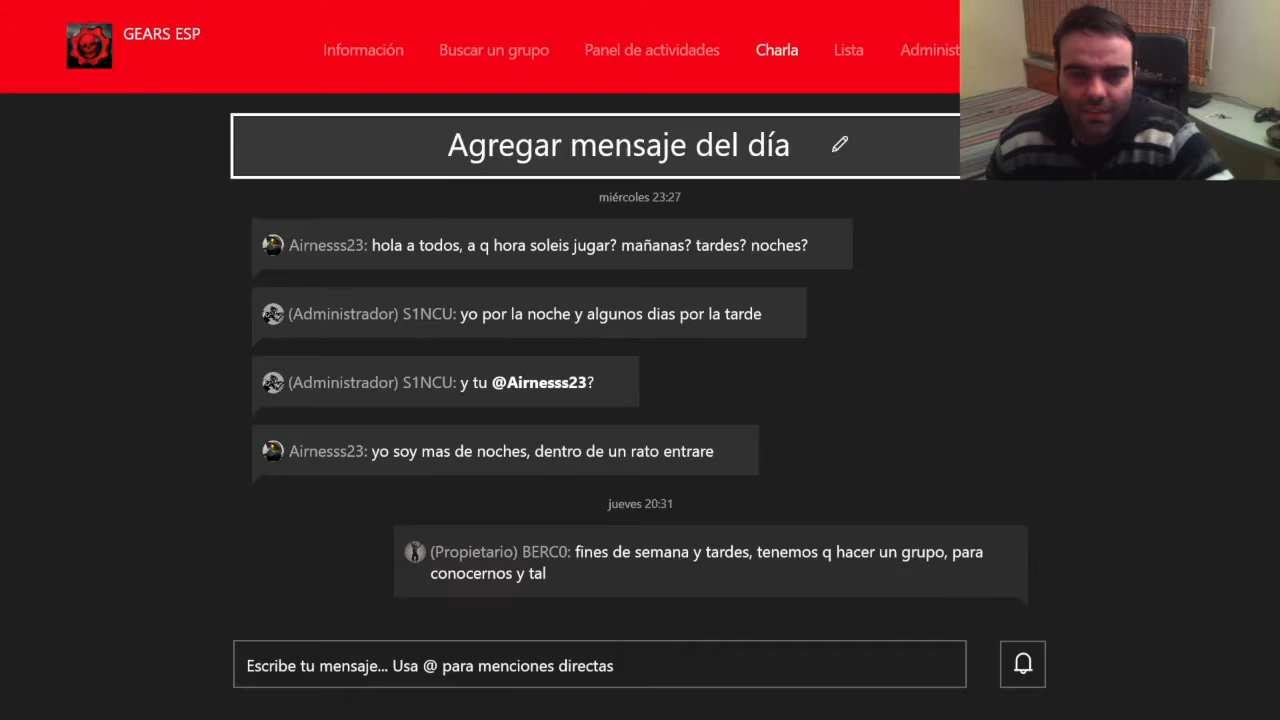 GEARS ESP
Información Buscar un grupo Panel de actividades Charla Lista Administ
Agregar mensaje del día
miércoles 23:27
Airnesss23: hola a todos, a q hora soleis jugar? mañanas? tardes? noches?
(Administrador) S1NCU: yo por la noche y algunos dias por la tarde
(Administrador) S1NCU: y tu @Airnesss23?
Airnesss23: yo soy mas de noches, dentro de un rato entrare
jueves 20:31
(Propietario) BERC0: fines de semana y tardes, tenemos q hacer un grupo, para
conocernos y tal
Escribe tu mensaje... Usa @ para menciones directas